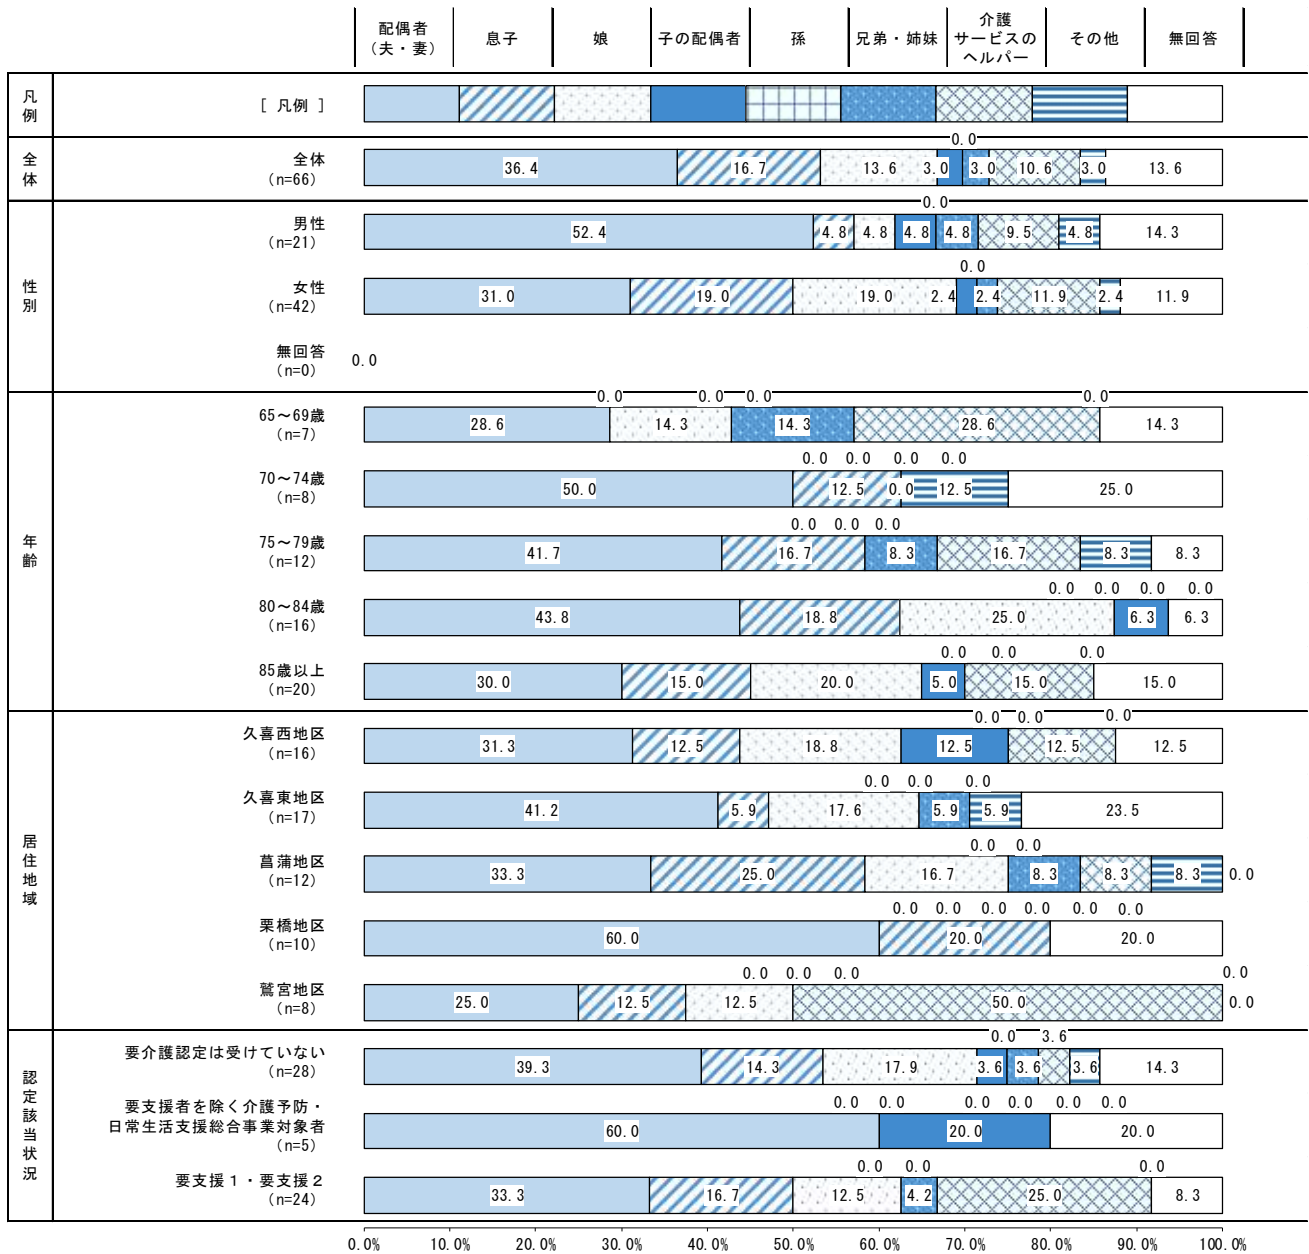 配偶者
（夫・妻）
息子
娘
子の配偶者
孫
兄弟・姉妹
介護
サービスの
ヘルパー
その他
無回答
凡例
［ 凡例 ］
全体
全体
(n=66)
36.4 16.7 13.6 3.0 0.0 3.0 10.6 3.0 13.6
性別
男性
(n=21)
52.4 4.8 4.8 4.8 0.0 4.8 9.5 4.8 14.3
女性
(n=42)
31.0 19.0 19.0 2.4 0.0 2.4 11.9 2.4 11.9
無回答
(n=0)
0.0
年齢
65～69歳
(n=7)
28.6 0.0 14.3 0.0 0.0 14.3 28.6 0.0 14.3
70～74歳
(n=8)
50.0 12.5 0.0 0.0 0.0 0.0 0.0 12.5 25.0
75～79歳
(n=12)
41.7 16.7 0.0 0.0 0.0 8.3 16.7 8.3 8.3
80～84歳
(n=16)
43.8 18.8 25.0 6.3 0.0 0.0 0.0 0.0 6.3
85歳以上
(n=20)
30.0 15.0 20.0 5.0 0.0 0.0 15.0 0.0 15.0
居住地域
久喜西地区
(n=16)
31.3 12.5 18.8 12.5 0.0 0.0 12.5 0.0 12.5
久喜東地区
(n=17)
41.2 5.9 17.6 0.0 0.0 5.9 0.0 5.9 23.5
菖蒲地区
(n=12)
33.3 25.0 16.7 0.0 0.0 8.3 8.3 8.3 0.0
栗橋地区
(n=10)
60.0 20.0 0.0 0.0 0.0 0.0 0.0 0.0 20.0
鷲宮地区
(n=8)
25.0 12.5 12.5 0.0 0.0 0.0 50.0 0.0 0.0
認定該当状況
要介護認定は受けていない
(n=28)
39.3 14.3 17.9 3.6 0.0 3.6 3.6 3.6 14.3
要支援者を除く介護予防・
日常生活支援総合事業対象者
(n=5)
60.0 0.0 0.0 20.0 0.0 0.0 0.0 0.0 20.0
要支援１・要支援２
(n=24)
33.3 16.7 12.5 0.0 0.0 4.2 25.0 0.0 8.3
0.0% 10.0% 20.0% 30.0% 40.0% 50.0% 60.0% 70.0% 80.0% 90.0% 100.0%